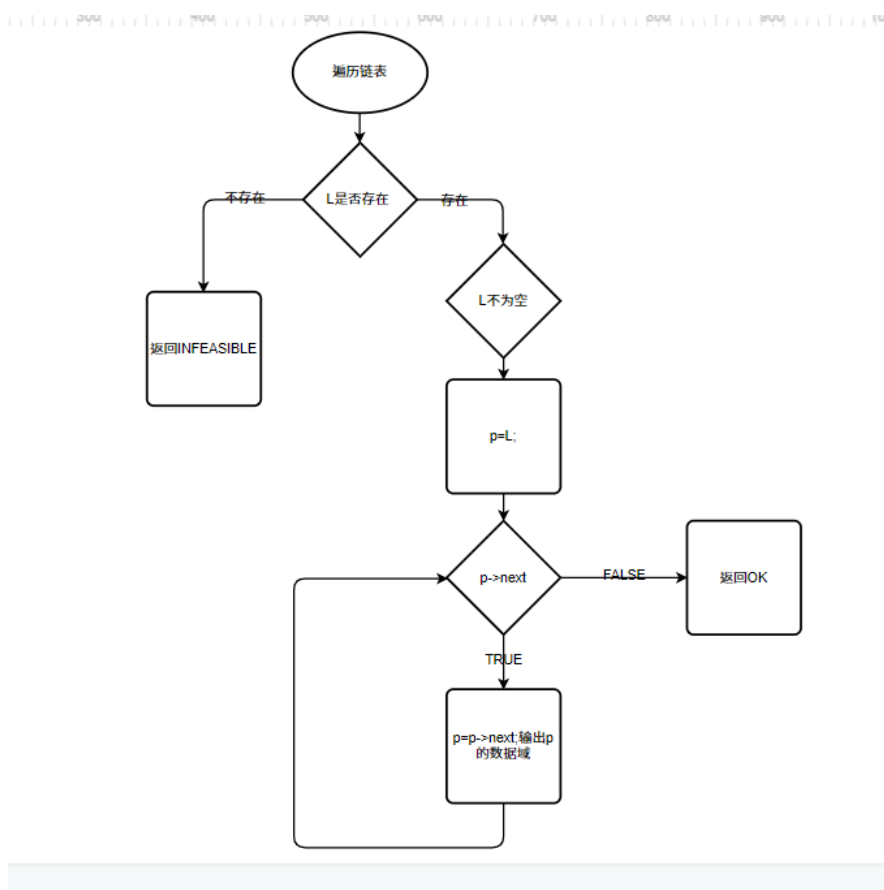 遍历链表
L是否存在
不存在
存在
L不为空
返回INFEASIBLE
p=L;
p->next
FALSE
返回OK
TRUE
p=p->next;输出p
的数据域